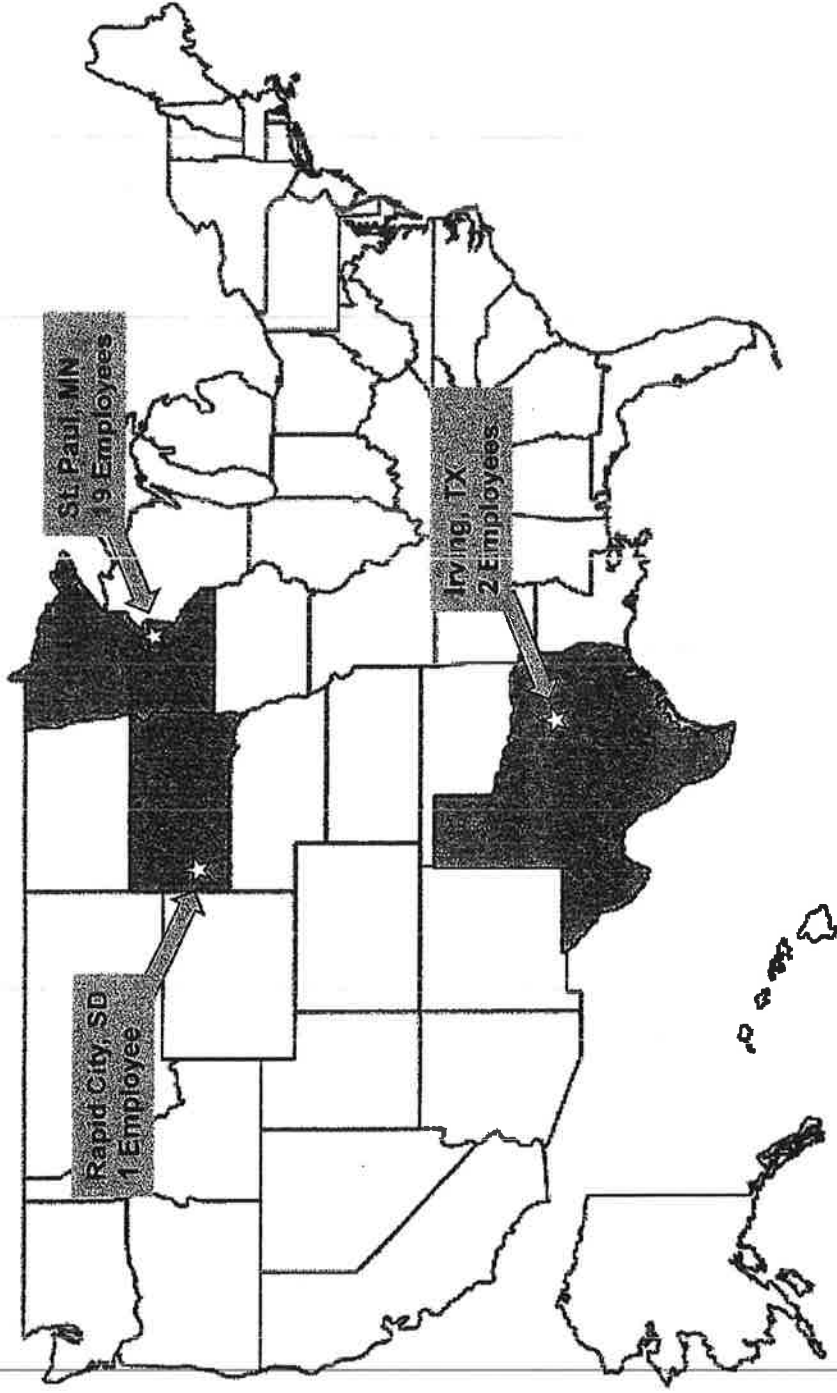 Rapid City, SD
1 Employee
St. Paul, MN
19 Employees
Irving, TX
2 Employees